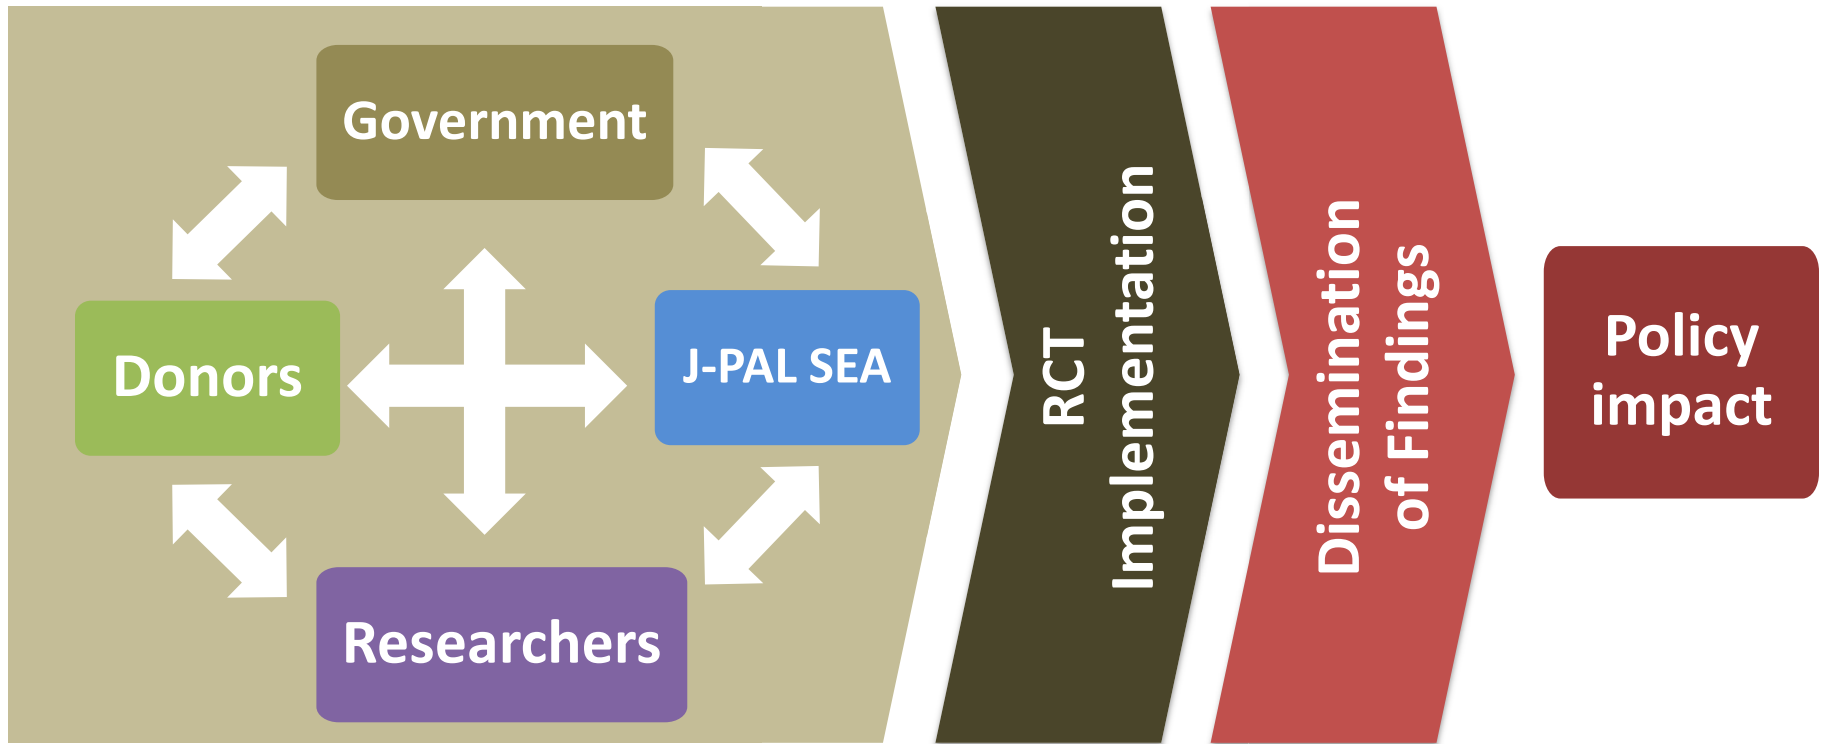 Government
Donors
J-PAL SEA
Researchers
RCT
Implementation
Dissemination
of Findings
Policy
impact